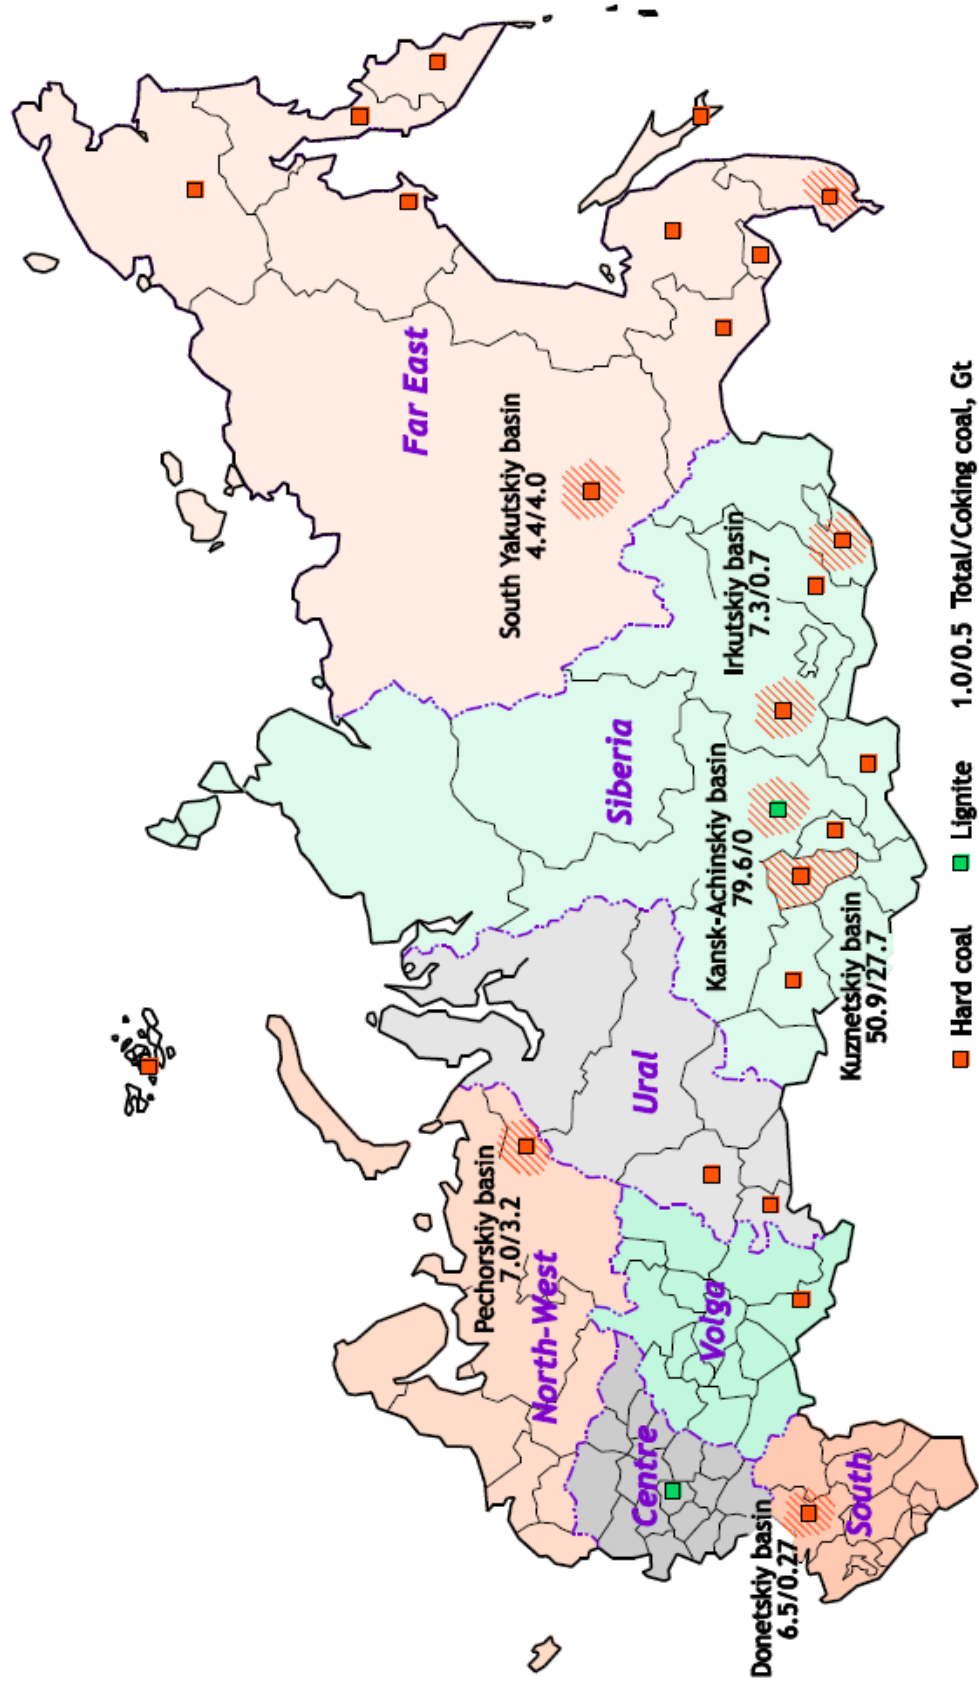 Far East
South Yakutskiy basin
4.4/4.0
Siberia
Irkutskiy basin
7.3/0.7
Kansk-Achinskiy basin
79.6/0
Kuznetskiy basin
50.9/27.7
Ural
Pechorskiy basin
7.0/3.2
North-West
Volga
Centre
Donetskiy basin
6.5/0.27
South
Hard coal
Lignite
1.0/0.5 Total/Coking coal, Gt